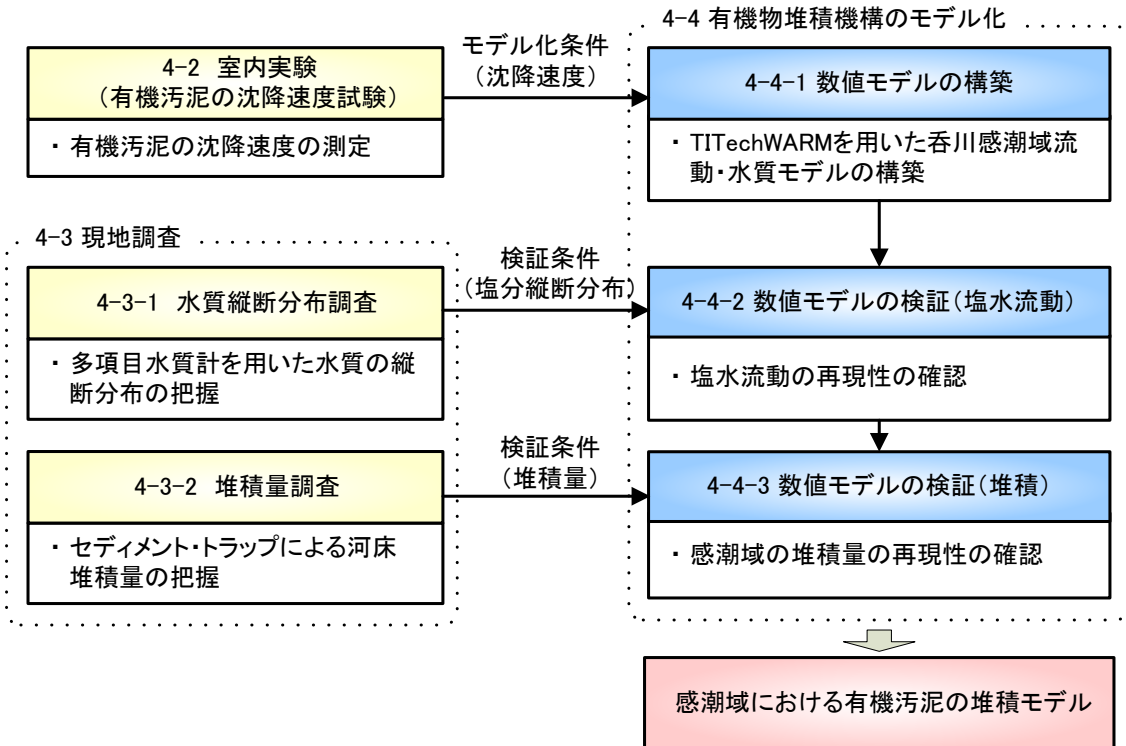 4-4 有機物堆積機構のモデル化
モデル化条件
（沈降速度）
4-2 室内実験
（有機汚泥の沈降速度試験）
・ 有機汚泥の沈降速度の測定
4-4-1 数値モデルの構築
・ TITechWARMを用いた呑川感潮域流
動・水質モデルの構築
4-3 現地調査
検証条件
（塩分縦断分布）
4-3-1 水質縦断分布調査
・ 多項目水質計を用いた水質の縦
断分布の把握
4-4-2 数値モデルの検証（塩水流動）
・ 塩水流動の再現性の確認
検証条件
（堆積量）
4-3-2 堆積量調査
・ セディメント・トラップによる河床
堆積量の把握
4-4-3 数値モデルの検証（堆積）
・ 感潮域の堆積量の再現性の確認
感潮域における有機汚泥の堆積モデル